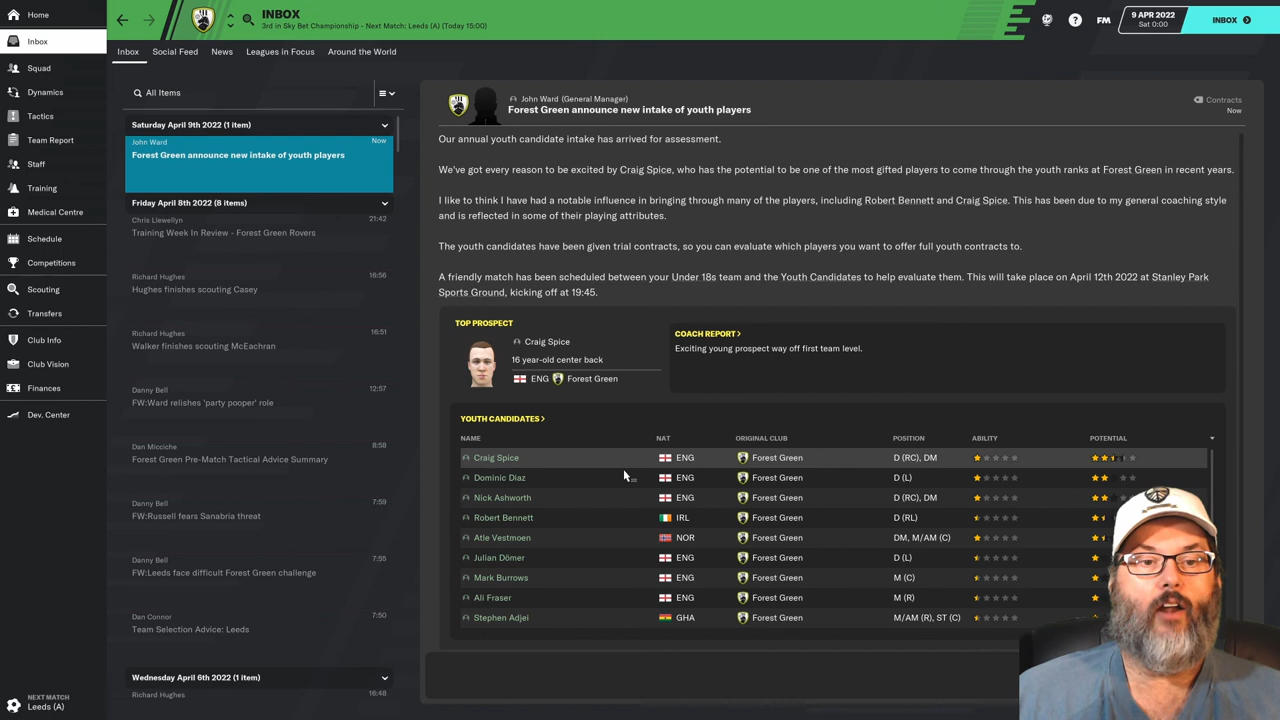 Home
Inbox
Squad
Dynamics
Tactics
Team Report
Staff
Training
Medical Centre
Schedule
Competitions
Scouting
Transfers
Club Info
Club Vision
Finances
Dev. Center
NEXT MATCH
Leeds (A)
INBOX
3rd in Sky Bet Championship - Next Match: Leeds (A) (Today 15:00)
FM
9 APR 2022
Sat 0:00
INBOX
Inbox
Social Feed
News
Leagues in Focus
Around the World
All Items
Saturday April 9th 2022 (1 item)
John Ward
Now
Forest Green announce new intake of youth players
Friday April 8th 2022 (8 items)
Chris Llewellyn
21:42
Training Week In Review - Forest Green Rovers
Richard Hughes
16:56
Hughes finishes scouting Casey
Richard Hughes
16:51
Walker finishes scouting McEachran
Danny Bell
12:57
FW:Ward relishes 'party pooper' role
Dan Micciche
8:58
Forest Green Pre-Match Tactical Advice Summary
Danny Bell
7:59
FW:Russell fears Sanabria threat
Danny Bell
7:55
FW:Leeds face difficult Forest Green challenge
Dan Connor
7:50
Team Selection Advice: Leeds
Wednesday April 6th 2022 (1 item)
Richard Hughes
16:48
John Ward (General Manager)
Forest Green announce new intake of youth players
Contracts
Now
Our annual youth candidate intake has arrived for assessment.
We've got every reason to be excited by Craig Spice, who has the potential to be one of the most gifted players to come through the youth ranks at Forest Green in recent years.
I like to think I have had a notable influence in bringing through many of the players, including Robert Bennett and Craig Spice. This has been due to my general coaching style
and is reflected in some of their playing attributes.
The youth candidates have been given trial contracts, so you can evaluate which players you want to offer full youth contracts to.
A friendly match has been scheduled between your Under 18s team and the Youth Candidates to help evaluate them. This will take place on April 12th 2022 at Stanley Park
Sports Ground, kicking off at 19:45.
TOP PROSPECT
Craig Spice
16 year-old center back
ENG Forest Green
COACH REPORT>
Exciting young prospect way off first team level.
YOUTH CANDIDATES>
NAME NAT ORIGINAL CLUB POSITION ABILITY POTENTIAL
Craig Spice ENG Forest Green D (RC), DM
Dominic Diaz ENG Forest Green D (L)
Nick Ashworth ENG Forest Green D (RC), DM
Robert Bennett IRL Forest Green D (RL)
Atle Vestmoen NOR Forest Green DM, M/AM (C)
Julian Dömer ENG Forest Green D (L)
Mark Burrows ENG Forest Green M (C)
Ali Fraser ENG Forest Green M (R)
Stephen Adjei GHA Forest Green M/AM (R), ST (C)